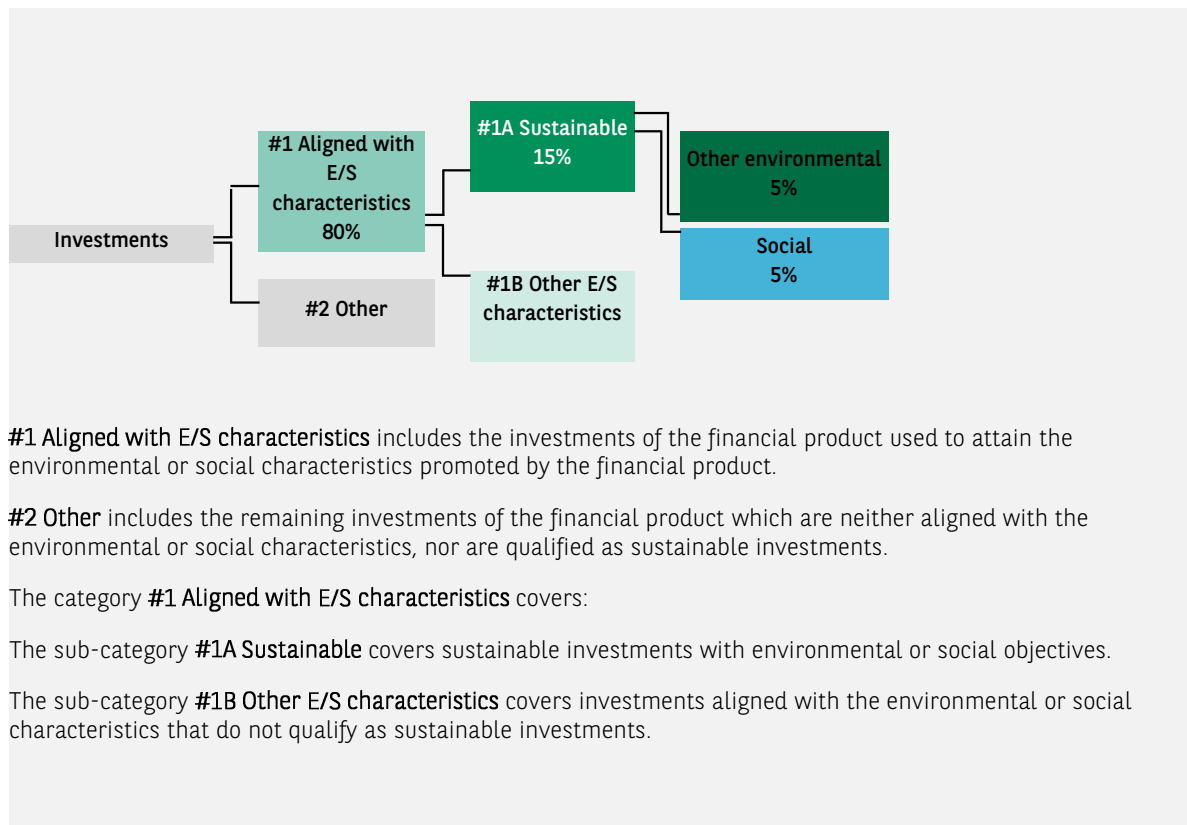 #1A Sustainable
15%
#1 Aligned with
E/S
characteristics
80%
Other environmental
5%
Investments
Social
5%
#1B Other E/S
characteristics
#2 Other
#1 Aligned with E/S characteristics includes the investments of the financial product used to attain the
environmental or social characteristics promoted by the financial product.
#2 Other includes the remaining investments of the financial product which are neither aligned with the
environmental or social characteristics, nor are qualified as sustainable investments.
The category #1 Aligned with E/S characteristics covers:
The sub-category #1A Sustainable covers sustainable investments with environmental or social objectives.
The sub-category #1B Other E/S characteristics covers investments aligned with the environmental or social
characteristics that do not qualify as sustainable investments.